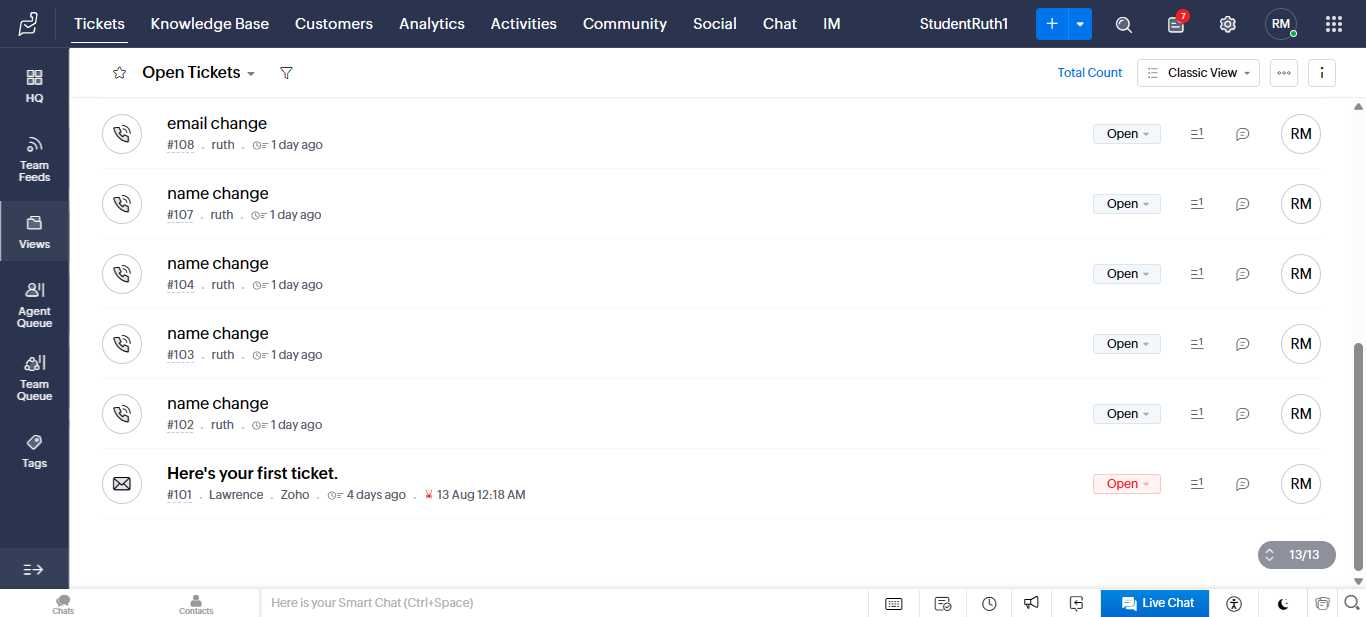 Tickets Knowledge Base Customers Analytics Activities Community Social Chat IM StudentRuth1 7 RM
HQ
Team Feeds
Views
Agent Queue
Team Queue
Tags
Open Tickets Total Count Classic View
email change
#108 . ruth . 1 day ago Open 1 RM
name change
#107 . ruth . 1 day ago Open 1 RM
name change
#104 . ruth . 1 day ago Open 1 RM
name change
#103 . ruth . 1 day ago Open 1 RM
name change
#102 . ruth . 1 day ago Open 1 RM
Here's your first ticket.
#101 . Lawrence . Zoho . 4 days ago . 13 Aug 12:18 AM Open 1 RM
13/13
Chats Contacts Here is your Smart Chat (Ctrl+Space) Live Chat